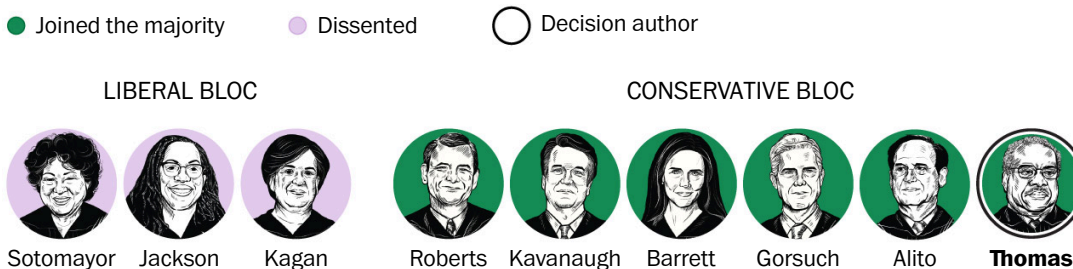 Joined the majority Dissented Decision author
LIBERAL BLOC CONSERVATIVE BLOC
Sotomayor Jackson Kagan Roberts Kavanaugh Barrett Gorsuch Alito Thomas